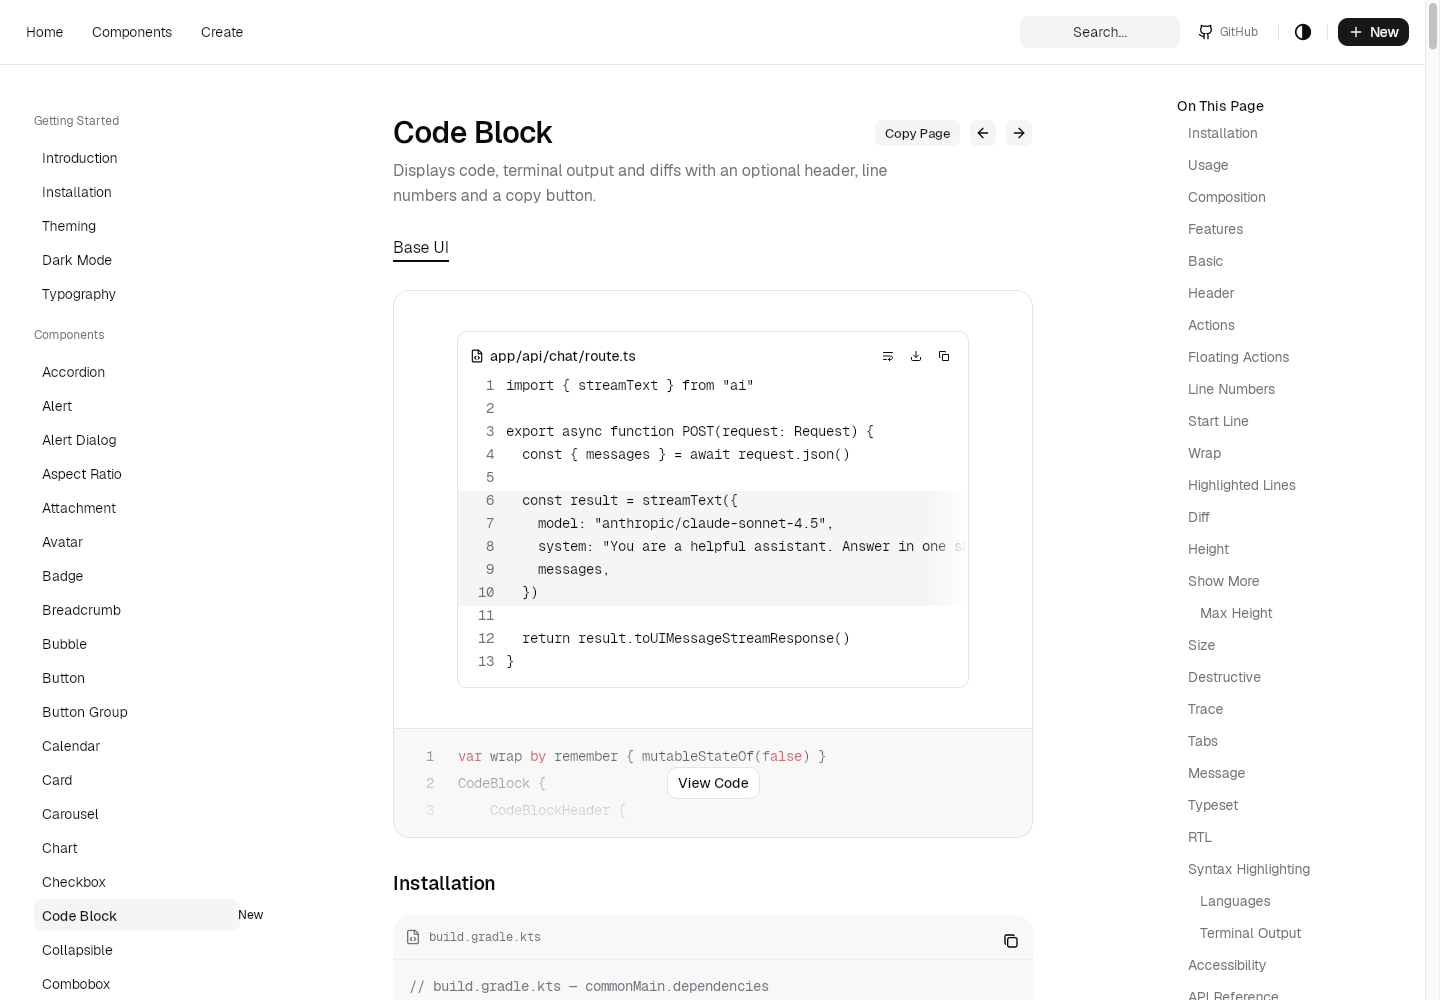 Home
Components
Create
Search...
GitHub
New
Getting Started
Introduction
Installation
Theming
Dark Mode
Typography
Components
Accordion
Alert
Alert Dialog
Aspect Ratio
Attachment
Avatar
Badge
Breadcrumb
Bubble
Button
Button Group
Calendar
Card
Carousel
Chart
Checkbox
Code Block New
Collapsible
Combobox
Code Block
Copy Page
Displays code, terminal output and diffs with an optional header, line
numbers and a copy button.
Base UI
app/api/chat/route.ts
1 import { streamText } from "ai"
2
3 export async function POST(request: Request) {
4   const { messages } = await request.json()
5
6   const result = streamText({
7     model: "anthropic/claude-sonnet-4.5",
8     system: "You are a helpful assistant. Answer in one
9     messages,
10   })
11
12   return result.toUIMessageStreamResponse()
13 }
1 var wrap by remember { mutableStateOf(false) }
2 CodeBlock {
View Code
3     CodeBlockHeader {
Installation
build.gradle.kts
// build.gradle.kts — commonMain.dependencies
On This Page
Installation
Usage
Composition
Features
Basic
Header
Actions
Floating Actions
Line Numbers
Start Line
Wrap
Highlighted Lines
Diff
Height
Show More
Max Height
Size
Destructive
Trace
Tabs
Message
Typeset
RTL
Syntax Highlighting
Languages
Terminal Output
Accessibility
API Reference